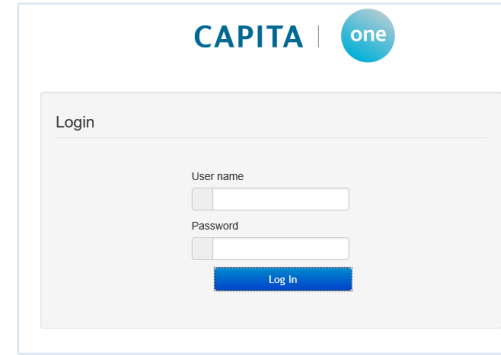 CAPITA one
Login
User name
Password
Log In